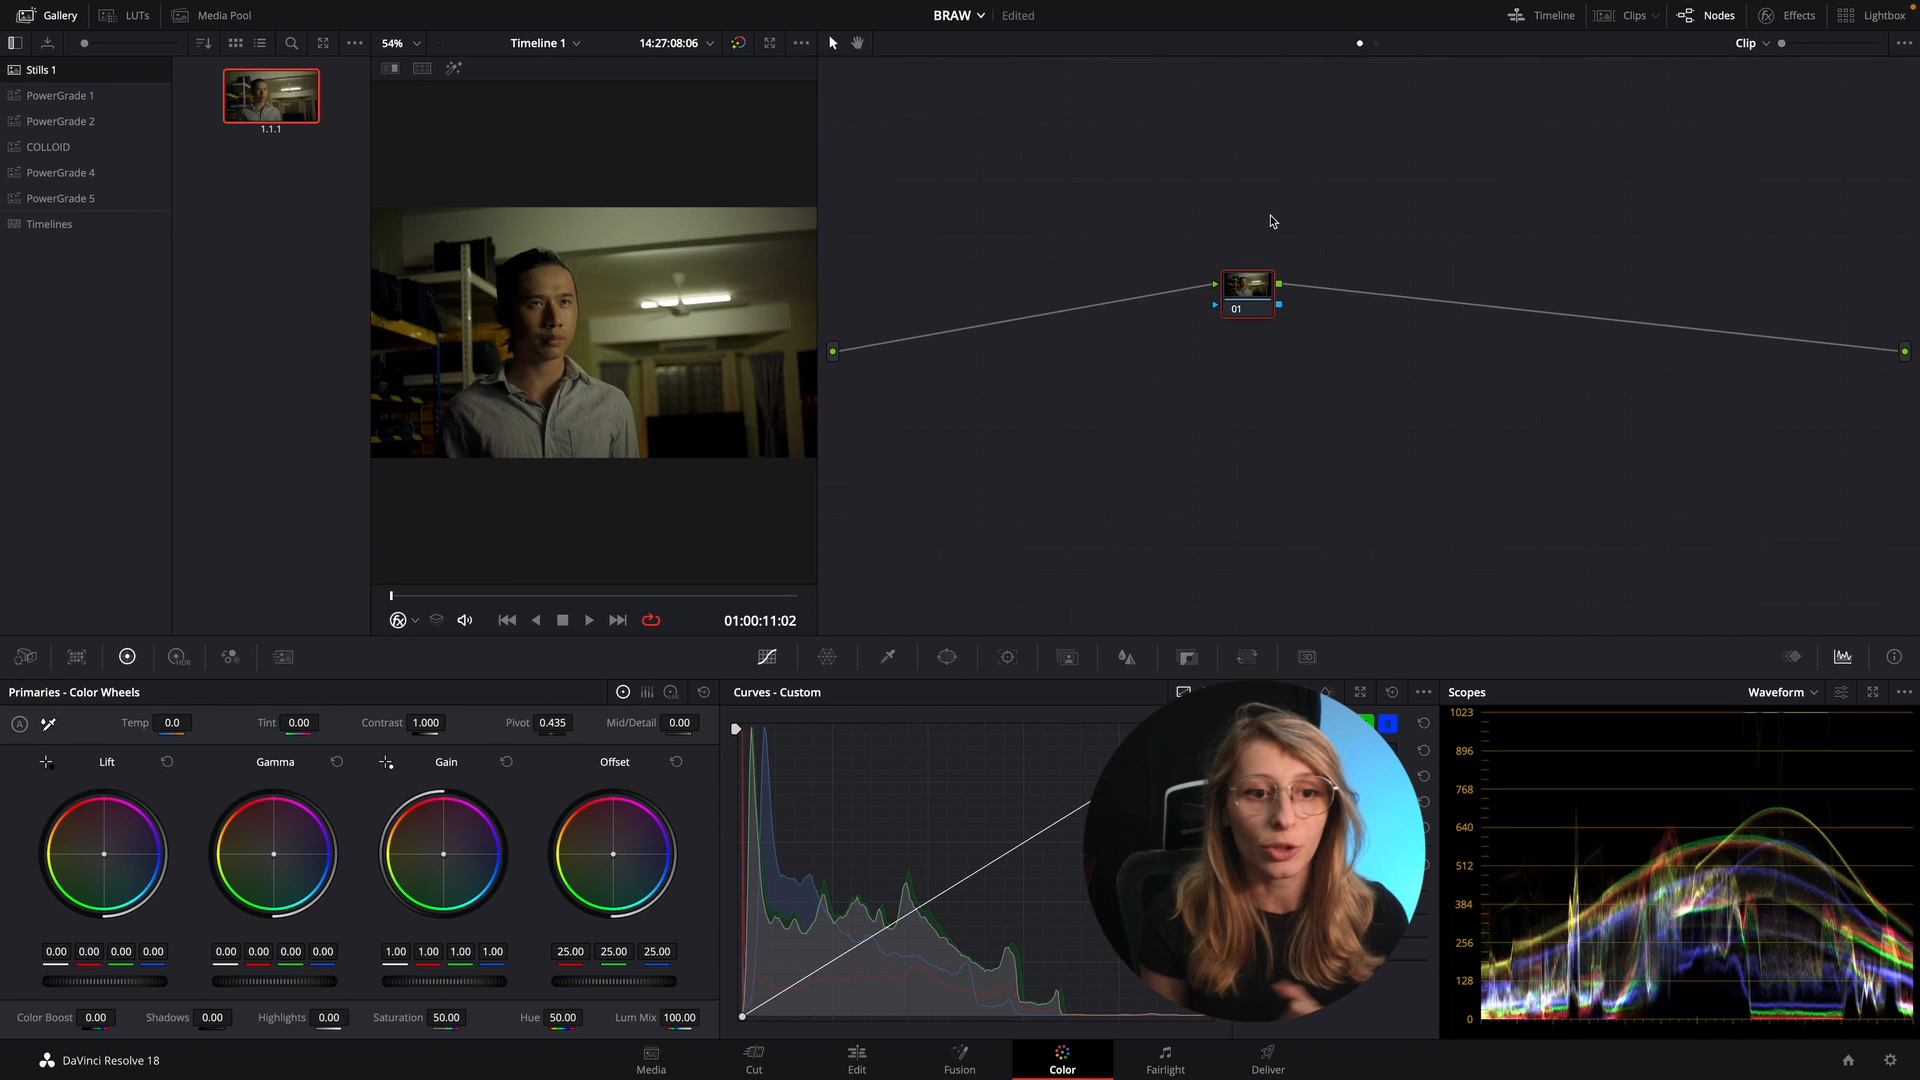 Gallery LUTs Media Pool BRAW Edited Timeline Clips Nodes Effects Lightbox
54% Timeline 1 14:27:08:06 Clip
Stills 1
PowerGrade 1
PowerGrade 2
COLLOID
PowerGrade 4
PowerGrade 5
Timelines
1.1.1
01
01:00:11:02
HDR
3D
Primaries - Color Wheels
LOG
Curves - Custom
Scopes Waveform
A
Temp 0.0 Tint 0.00 Contrast 1.000 Pivot 0.435 Mid/Detail 0.00
Lift Gamma Gain Offset
0.00 0.00 0.00 0.00 0.00 0.00 0.00 0.00 1.00 1.00 1.00 1.00 25.00 25.00 25.00
Color Boost 0.00 Shadows 0.00 Highlights 0.00 Saturation 50.00 Hue 50.00 Lum Mix 100.00
1023
896
768
640
512
384
256
128
0
DaVinci Resolve 18
Media Cut Edit Fusion Color Fairlight Deliver